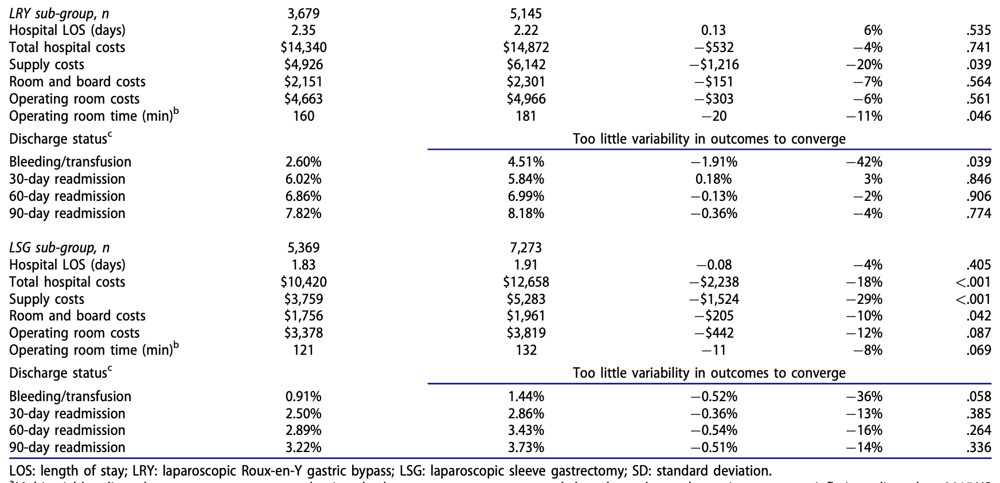 LRY sub-group, n 3,679 5,145
Hospital LOS (days) 2.35 2.22 0.13 6% .535
Total hospital costs $14,340 $14,872 −$532 −4% .741
Supply costs $4,926 $6,142 −$1,216 −20% .039
Room and board costs $2,151 $2,301 −$151 −7% .564
Operating room costs $4,663 $4,966 −$303 −6% .561
Operating room time (min)b 160 181 −20 −11% .046
Discharge statusc Too little variability in outcomes to converge
Bleeding/transfusion 2.60% 4.51% −1.91% −42% .039
30-day readmission 6.02% 5.84% 0.18% 3% .846
60-day readmission 6.86% 6.99% −0.13% −2% .906
90-day readmission 7.82% 8.18% −0.36% −4% .774
LSG sub-group, n 5,369 7,273
Hospital LOS (days) 1.83 1.91 −0.08 −4% .405
Total hospital costs $10,420 $12,658 −$2,238 −18% <.001
Supply costs $3,759 $5,283 −$1,524 −29% <.001
Room and board costs $1,756 $1,961 −$205 −10% .042
Operating room costs $3,378 $3,819 −$442 −12% .087
Operating room time (min)b 121 132 −11 −8% .069
Discharge statusc Too little variability in outcomes to converge
Bleeding/transfusion 0.91% 1.44% −0.52% −36% .058
30-day readmission 2.50% 2.86% −0.36% −13% .385
60-day readmission 2.89% 3.43% −0.54% −16% .264
90-day readmission 3.22% 3.73% −0.51% −14% .336
LOS: length of stay; LRY: laparoscopic Roux-en-Y gastric bypass; LSG: laparoscopic sleeve gastrectomy; SD: standard deviation.